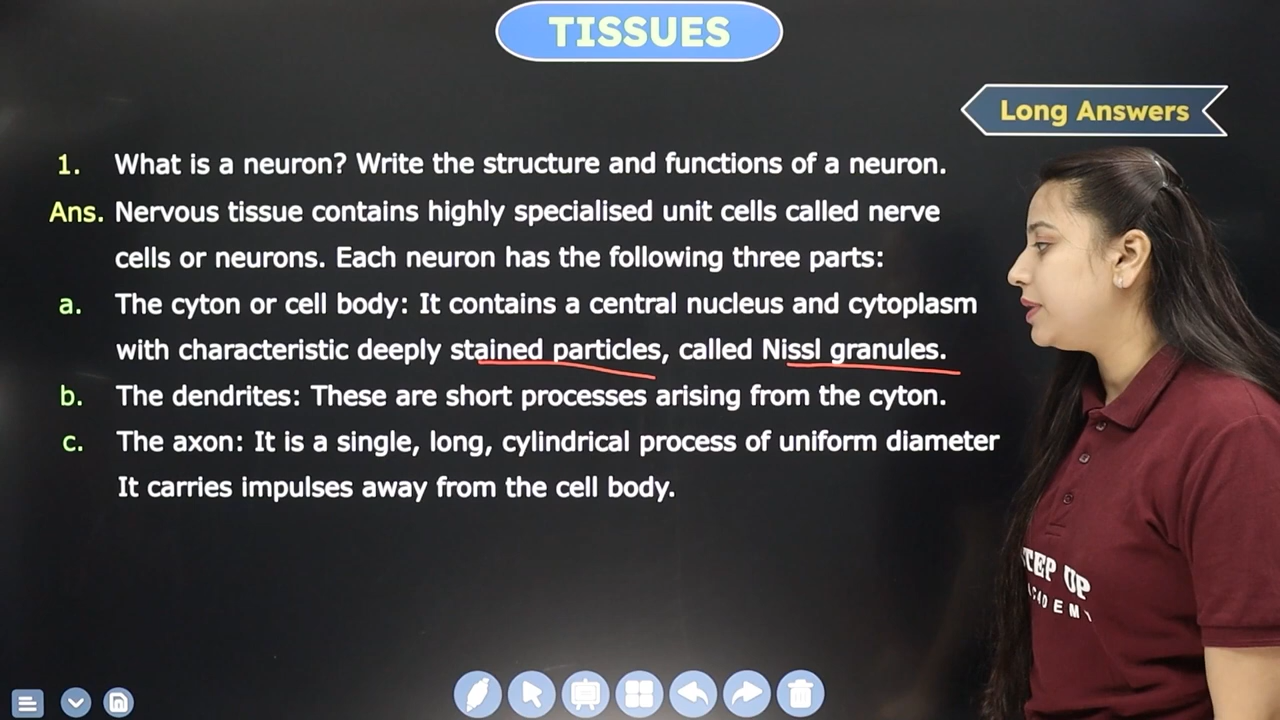 TISSUES
Long Answers
1. What is a neuron? Write the structure and functions of a neuron.
Ans. Nervous tissue contains highly specialised unit cells called nerve
cells or neurons. Each neuron has the following three parts:
a. The cyton or cell body: It contains a central nucleus and cytoplasm
with characteristic deeply stained particles, called Nissl granules.
b. The dendrites: These are short processes arising from the cyton.
c. The axon: It is a single, long, cylindrical process of uniform diameter
It carries impulses away from the cell body.
STEP UP
ACADEMY